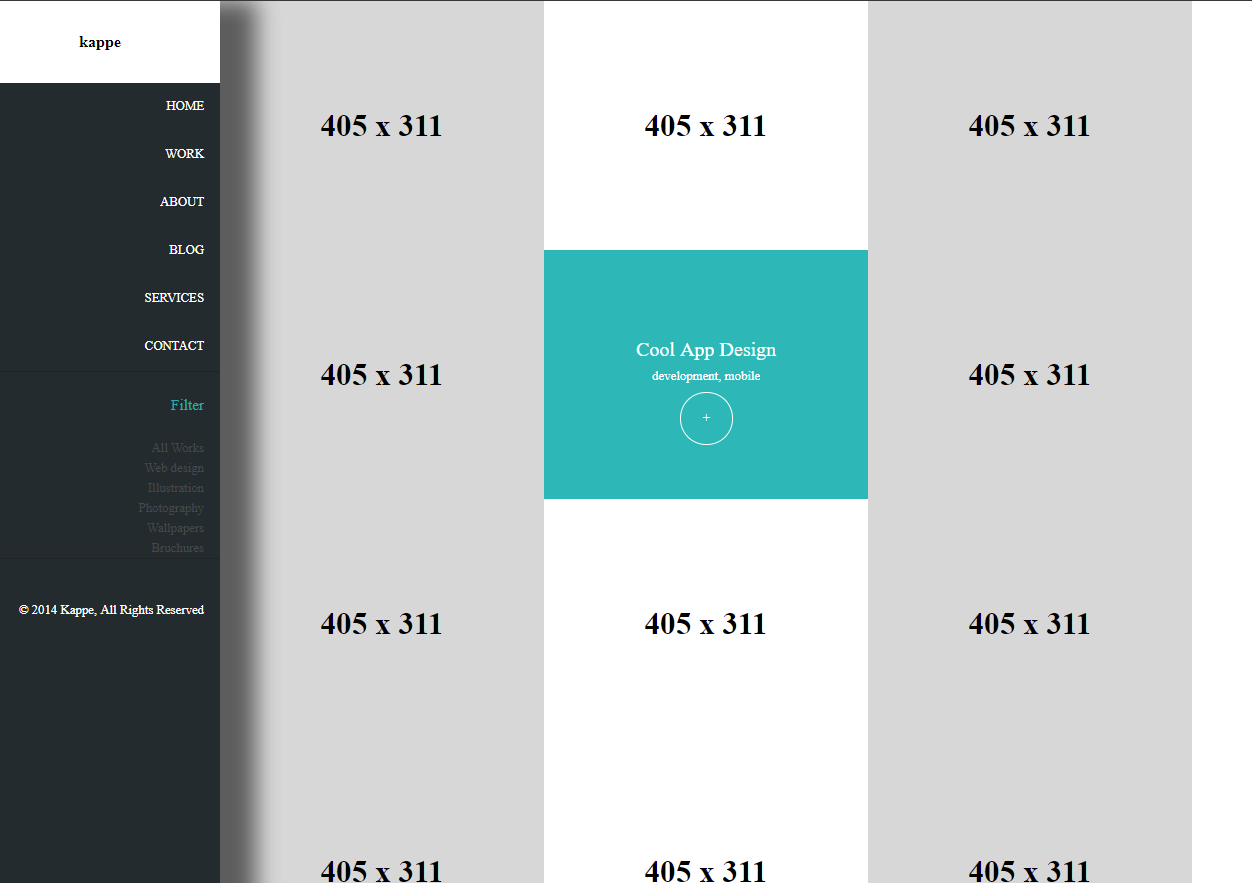 kappe
HOME
WORK
ABOUT
BLOG
SERVICES
CONTACT
Filter
All Works
Web design
Illustration
Photography
Wallpapers
Bruchures
© 2014 Kappe, All Rights Reserved
405 x 311
405 x 311
405 x 311
405 x 311
Cool App Design
development, mobile
+
405 x 311
405 x 311
405 x 311
405 x 311
405 x 311
405 x 311
405 x 311